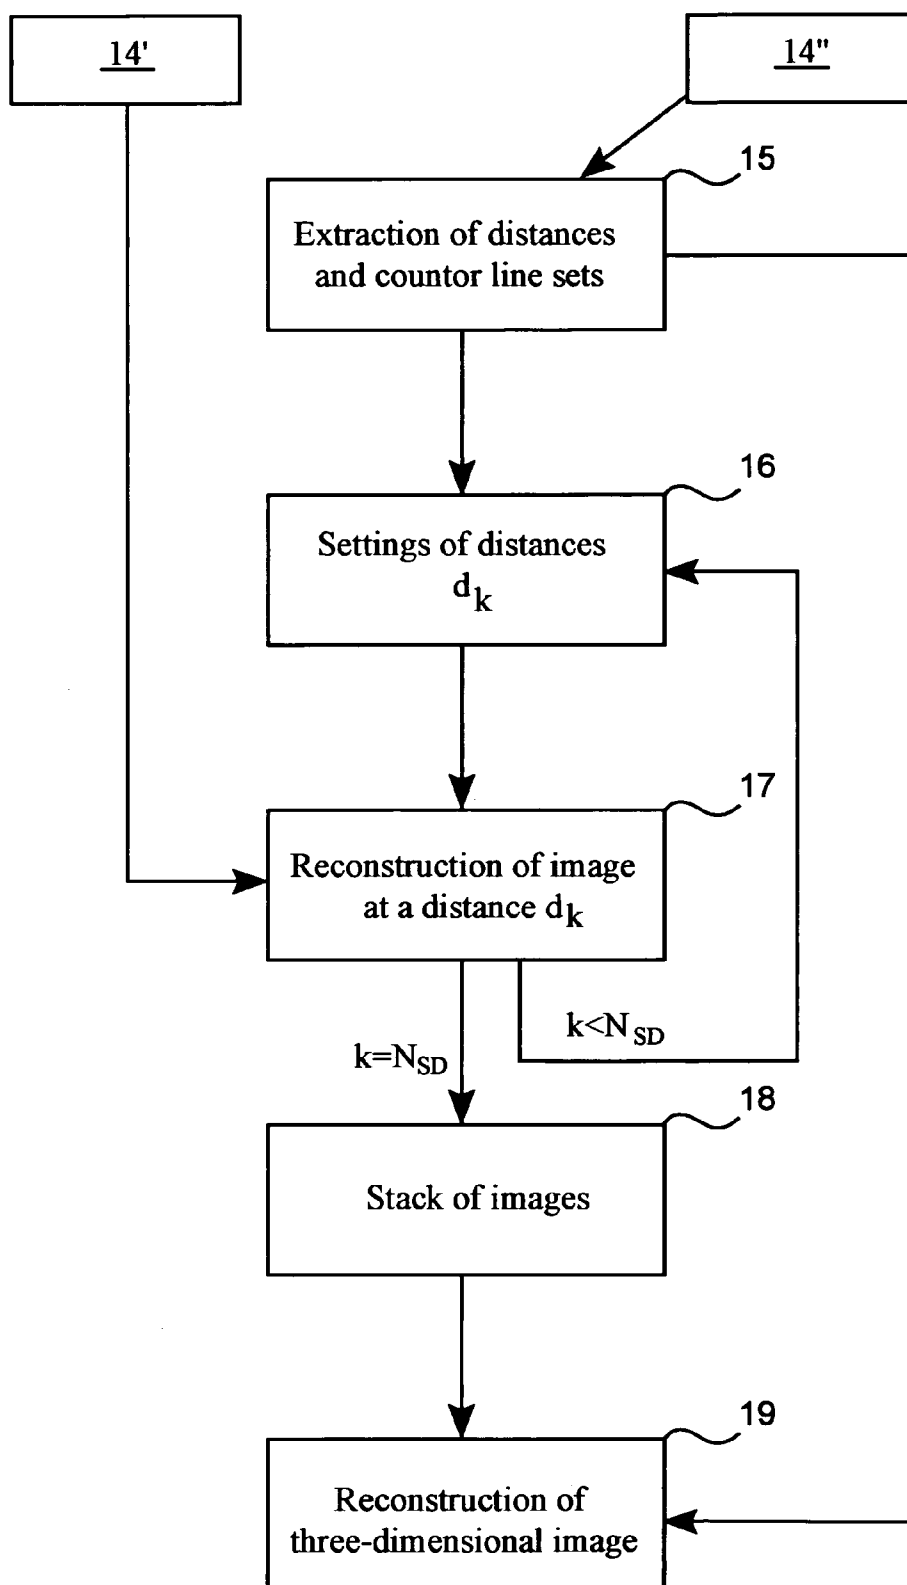 14'
14"
15
Extraction of distances
and countor line sets
16
Settings of distances
dk
17
Reconstruction of image
at a distance dk
k<NSD
k=NSD
18
Stack of images
19
Reconstruction of
three-dimensional image